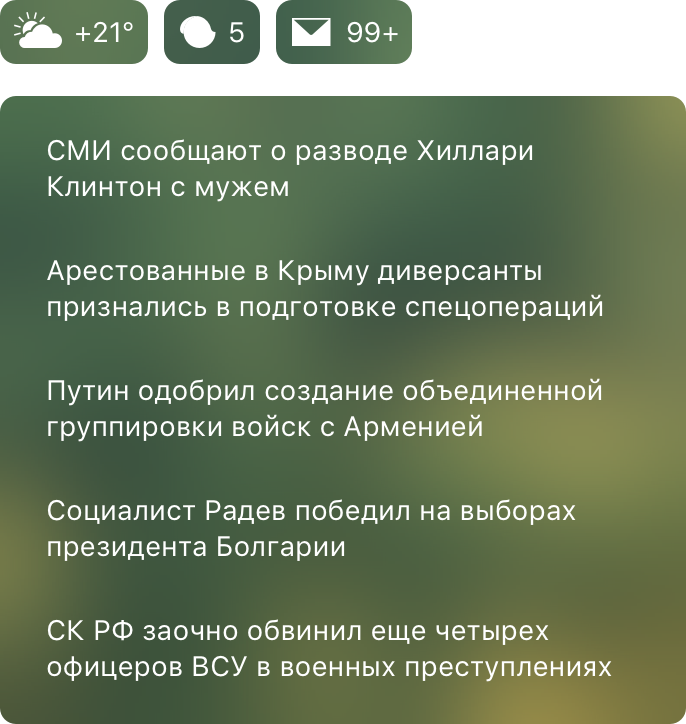 +21° 5 99+
СМИ сообщают о разводе Хиллари
Клинтон с мужем
Арестованные в Крыму диверсанты
признались в подготовке спецопераций
Путин одобрил создание объединенной
группировки войск с Арменией
Социалист Радев победил на выборах
президента Болгарии
СК РФ заочно обвинил еще четырех
офицеров ВСУ в военных преступлениях